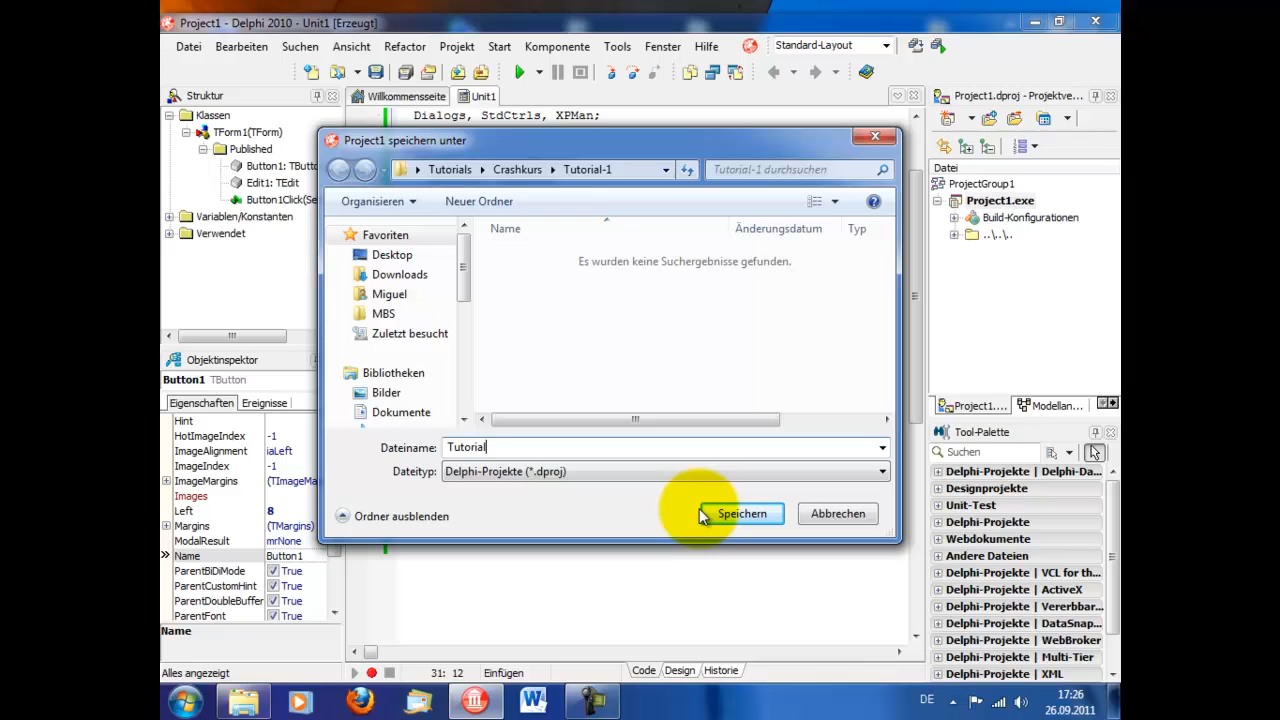 Project1 - Delphi 2010 - Unit1 [Erzeugt]
Datei Bearbeiten Suchen Ansicht Refactor Projekt Start Komponente Tools Fenster Hilfe Standard-Layout
Struktur
Klassen
TForm1(TForm)
Published
Button1: TButto
Edit1: TEdit
Button1Click(Se
Variablen/Konstanten
Verwendet
Willkommensseite Unit1
Dialogs, StdCtrls, XPMan;
Project1 speichern unter
Tutorials Crashkurs Tutorial-1 Tutorial-1 durchsuchen
Organisieren Neuer Ordner
Favoriten
Desktop
Downloads
Miguel
MBS
Zuletzt besucht
Bibliotheken
Bilder
Dokumente
Name Änderungsdatum Typ
Es wurden keine Suchergebnisse gefunden.
Dateiname: Tutorial
Dateityp: Delphi-Projekte (*.dproj)
Ordner ausblenden Speichern Abbrechen
Project1.dproj - Projektve...
Datei
ProjectGroup1
Project1.exe
Build-Konfigurationen
..\..\..
Project1.... Modellan...
Objektinspektor
Button1 TButton
Eigenschaften Ereignisse
Hint
HotImageIndex -1
ImageAlignment iaLeft
ImageIndex -1
ImageMargins (TImageMa
Images
Left 8
Margins (TMargins)
ModalResult mrNone
Name Button1
ParentBiDiMode True
ParentCustomHint True
ParentDoubleBuffer True
ParentFont True
Name
Alles angezeigt
31: 12 Einfügen
Code Design Historie
Tool-Palette
Suchen
Delphi-Projekte | Delphi-Da...
Designprojekte
Unit-Test
Delphi-Projekte
Webdokumente
Andere Dateien
Delphi-Projekte | VCL for th...
Delphi-Projekte | ActiveX
Delphi-Projekte | Vererbbar...
Delphi-Projekte | DataSnap...
Delphi-Projekte | WebBroker
Delphi-Projekte | Multi-Tier
Delphi-Projekte | XML
DE
17:26
26.09.2011